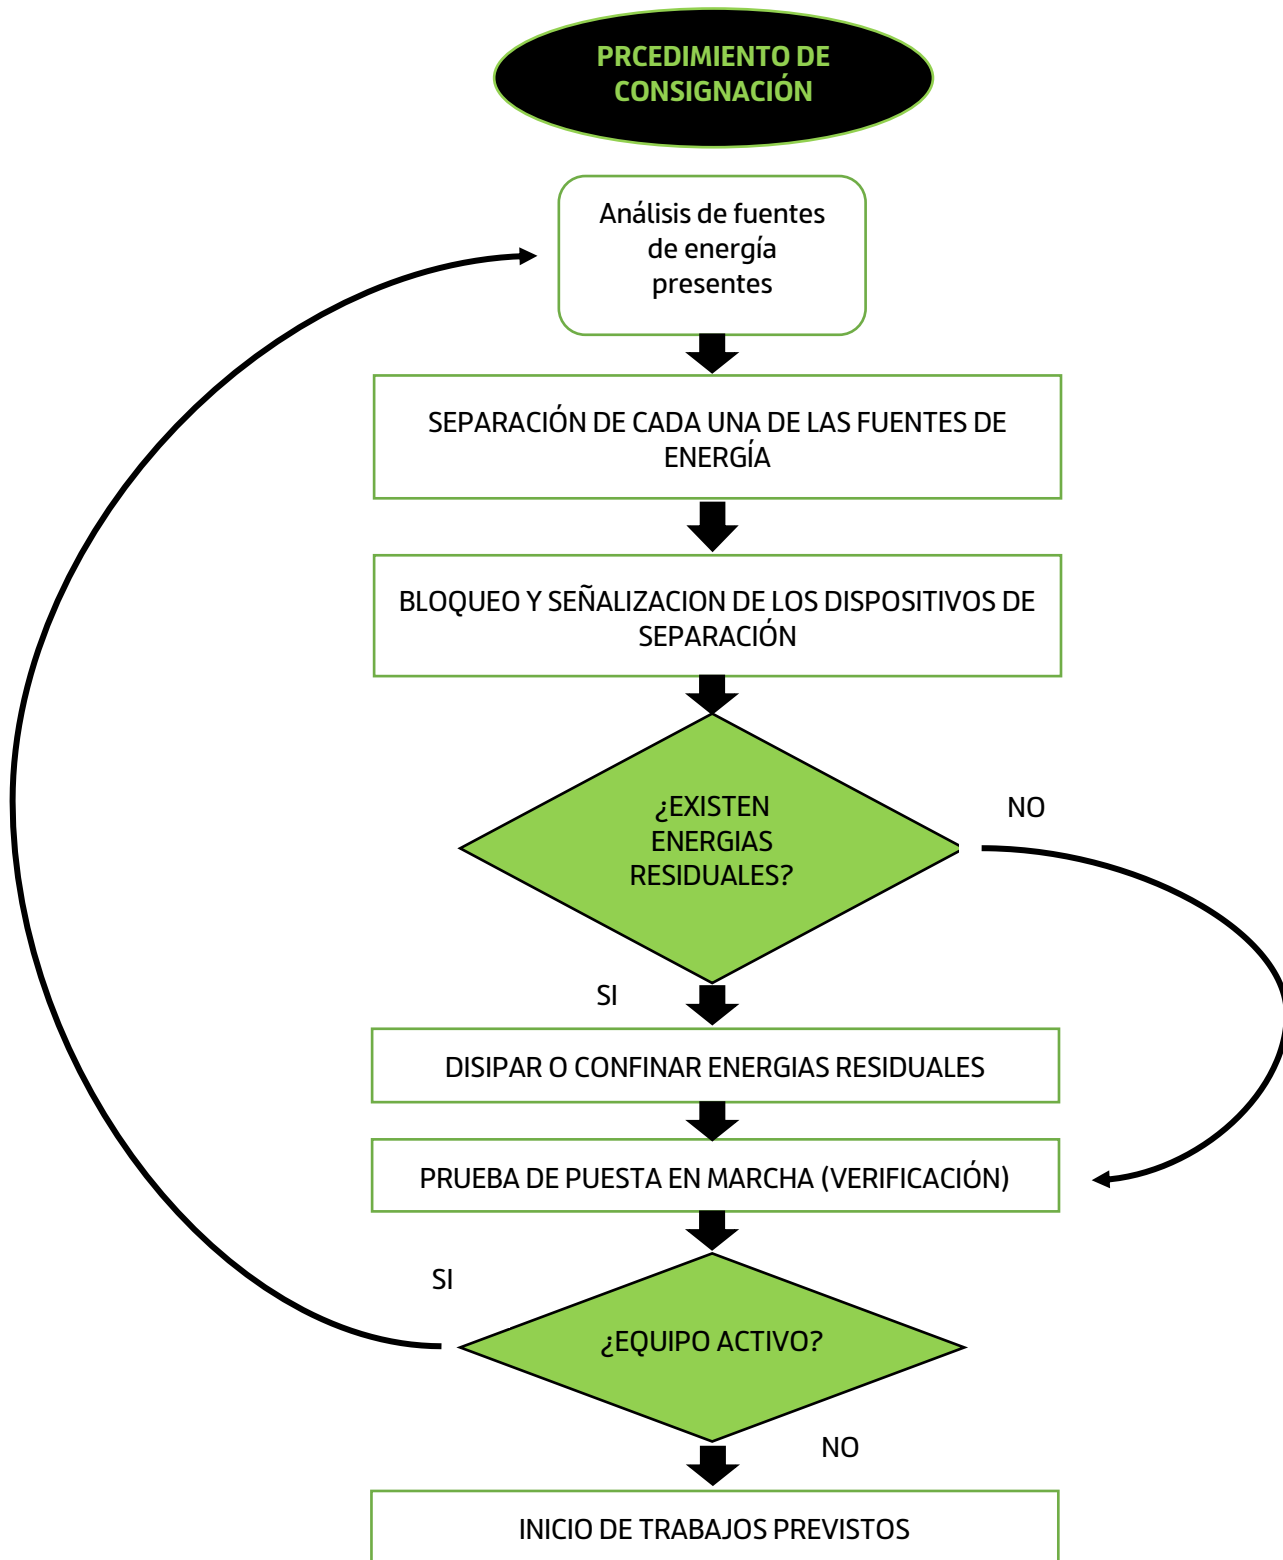 PRCEDIMIENTO DE
CONSIGNACIÓN
Análisis de fuentes
de energía
presentes
SEPARACIÓN DE CADA UNA DE LAS FUENTES DE
ENERGÍA
BLOQUEO Y SEÑALIZACION DE LOS DISPOSITIVOS DE
SEPARACIÓN
¿EXISTEN
ENERGIAS
RESIDUALES?
NO
SI
DISIPAR O CONFINAR ENERGIAS RESIDUALES
PRUEBA DE PUESTA EN MARCHA (VERIFICACIÓN)
SI
¿EQUIPO ACTIVO?
NO
INICIO DE TRABAJOS PREVISTOS